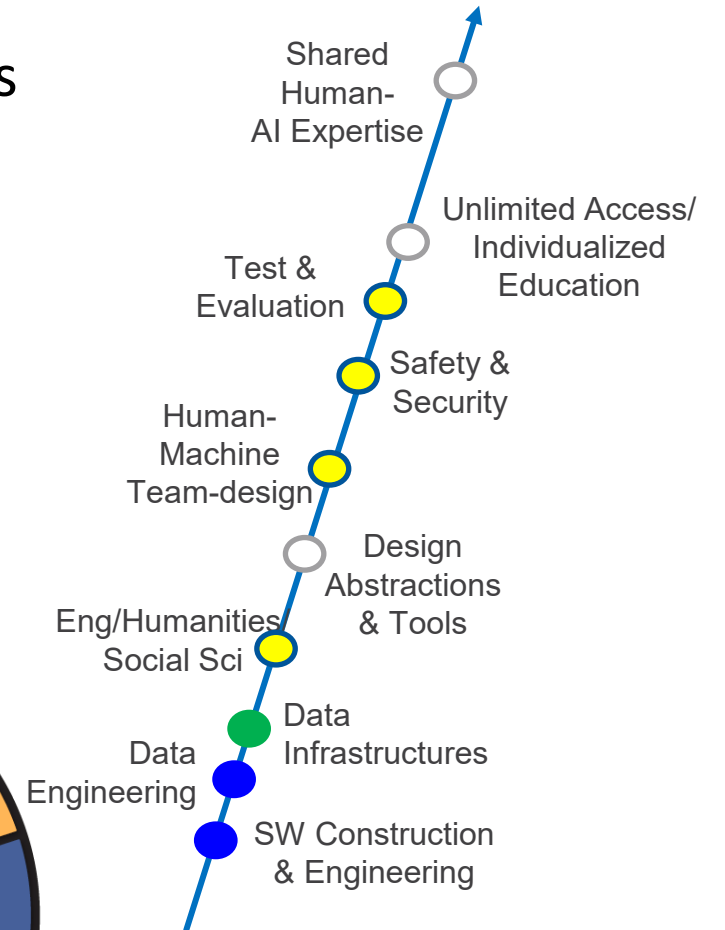 s
Shared
Human-
AI Expertise
Unlimited Access/
Individualized
Education
Test &
Evaluation
Safety &
Security
Human-
Machine
Team-design
Design
Abstractions
& Tools
Eng/Humanities/
Social Sci
Data
Infrastructures
Data
Engineering
SW Construction
& Engineering